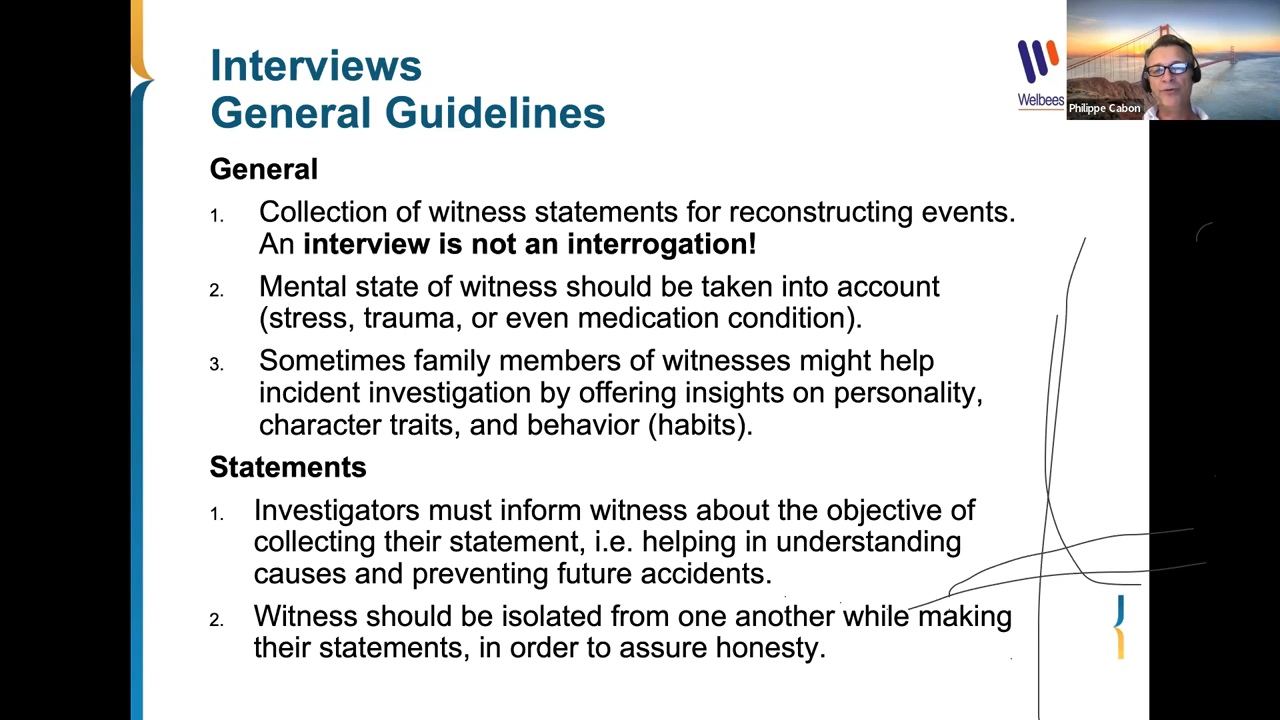 Interviews
General Guidelines
Welbees
Philippe Cabon
General
1. Collection of witness statements for reconstructing events.
An interview is not an interrogation!
2. Mental state of witness should be taken into account
(stress, trauma, or even medication condition).
3. Sometimes family members of witnesses might help
incident investigation by offering insights on personality,
character traits, and behavior (habits).
Statements
1. Investigators must inform witness about the objective of
collecting their statement, i.e. helping in understanding
causes and preventing future accidents.
2. Witness should be isolated from one another while making
their statements, in order to assure honesty.